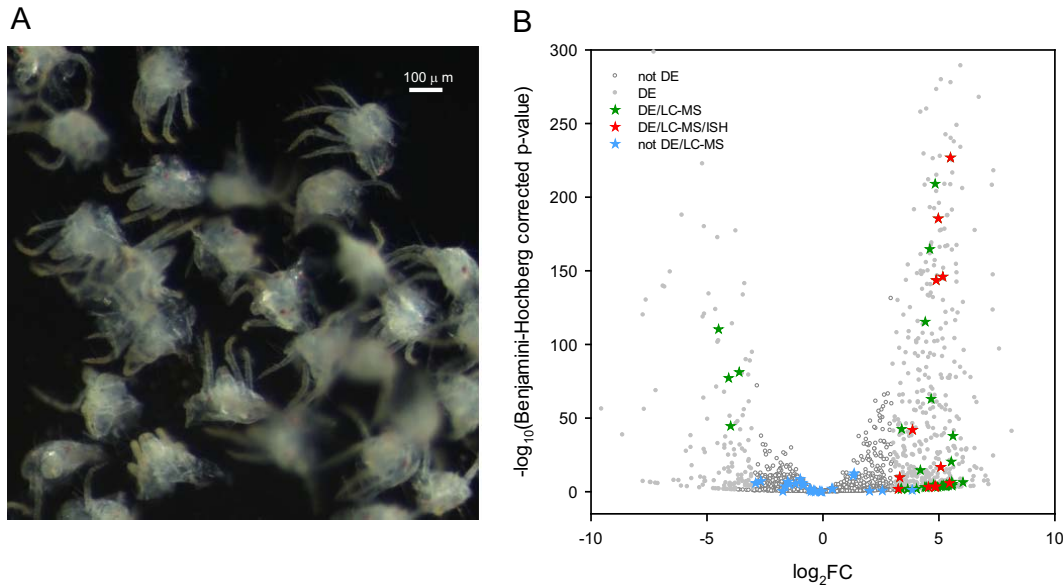 A
100 μ m
B
300
250
200
150
100
50
0
-10
-5
0
5
10
-log10(Benjamini-Hochberg corrected p-value)
log2FC
not DE
DE
DE/LC-MS
DE/LC-MS/ISH
not DE/LC-MS